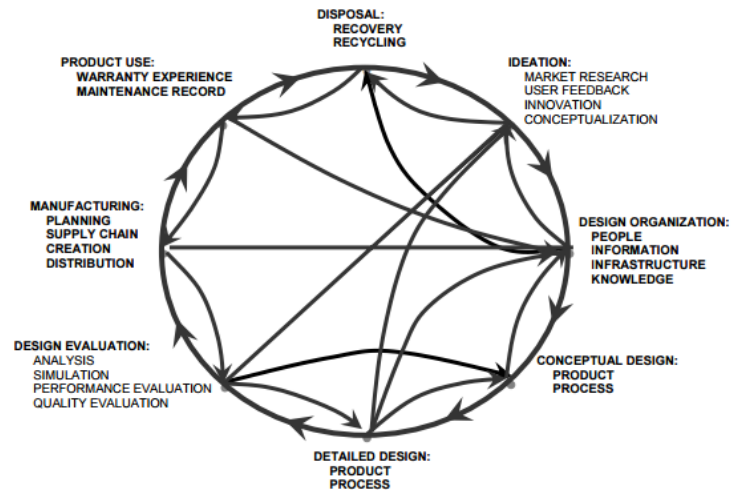 DISPOSAL:
RECOVERY
RECYCLING
IDEATION:
MARKET RESEARCH
USER FEEDBACK
INNOVATION
CONCEPTUALIZATION
DESIGN ORGANIZATION:
PEOPLE
INFORMATION
INFRASTRUCTURE
KNOWLEDGE
CONCEPTUAL DESIGN:
PRODUCT
PROCESS
DETAILED DESIGN:
PRODUCT
PROCESS
DESIGN EVALUATION:
ANALYSIS
SIMULATION
PERFORMANCE EVALUATION
QUALITY EVALUATION
MANUFACTURING:
PLANNING
SUPPLY CHAIN
CREATION
DISTRIBUTION
PRODUCT USE:
WARRANTY EXPERIENCE
MAINTENANCE RECORD